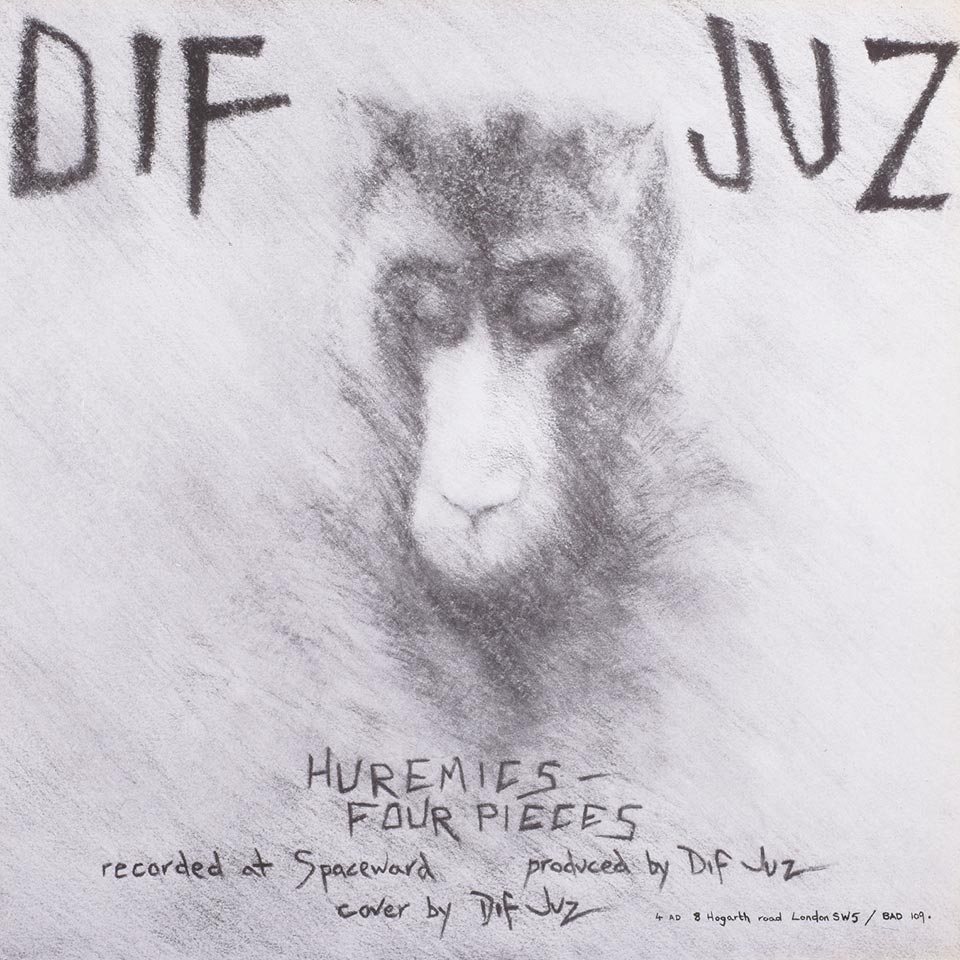 DIF JUZ
HUREMICS –
FOUR PIECES
recorded at Spaceward produced by Dif Juz
cover by Dif Juz
4 AD 8 Hogarth road London SW5 / BAD 109.